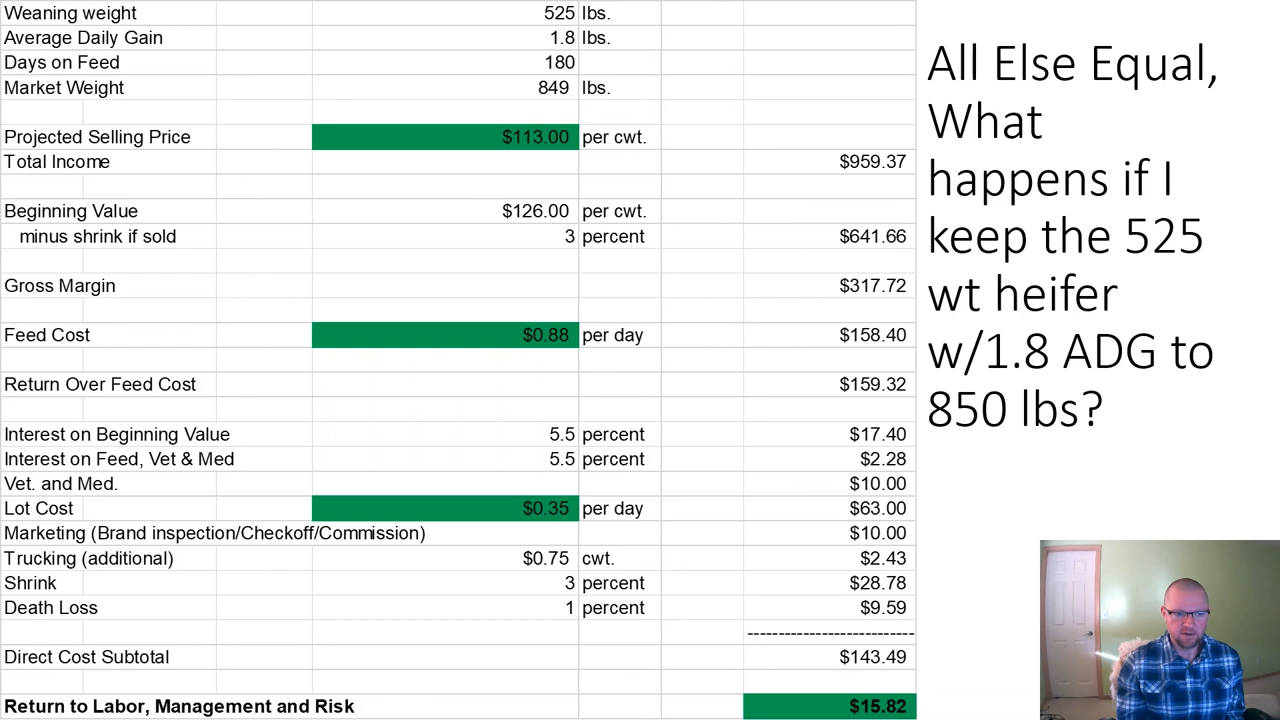 Weaning weight 525 lbs.
Average Daily Gain 1.8 lbs.
Days on Feed 180
Market Weight 849 lbs.
Projected Selling Price $113.00 per cwt.
Total Income $959.37
Beginning Value $126.00 per cwt.
minus shrink if sold 3 percent $641.66
Gross Margin $317.72
Feed Cost $0.88 per day $158.40
Return Over Feed Cost $159.32
Interest on Beginning Value 5.5 percent $17.40
Interest on Feed, Vet & Med 5.5 percent $2.28
Vet. and Med. $10.00
Lot Cost $0.35 per day $63.00
Marketing (Brand inspection/Checkoff/Commission) $10.00
Trucking (additional) $0.75 cwt. $2.43
Shrink 3 percent $28.78
Death Loss 1 percent $9.59
---------------------------
Direct Cost Subtotal $143.49
Return to Labor, Management and Risk $15.82
All Else Equal,
What
happens if I
keep the 525
wt heifer
w/1.8 ADG to
850 lbs?